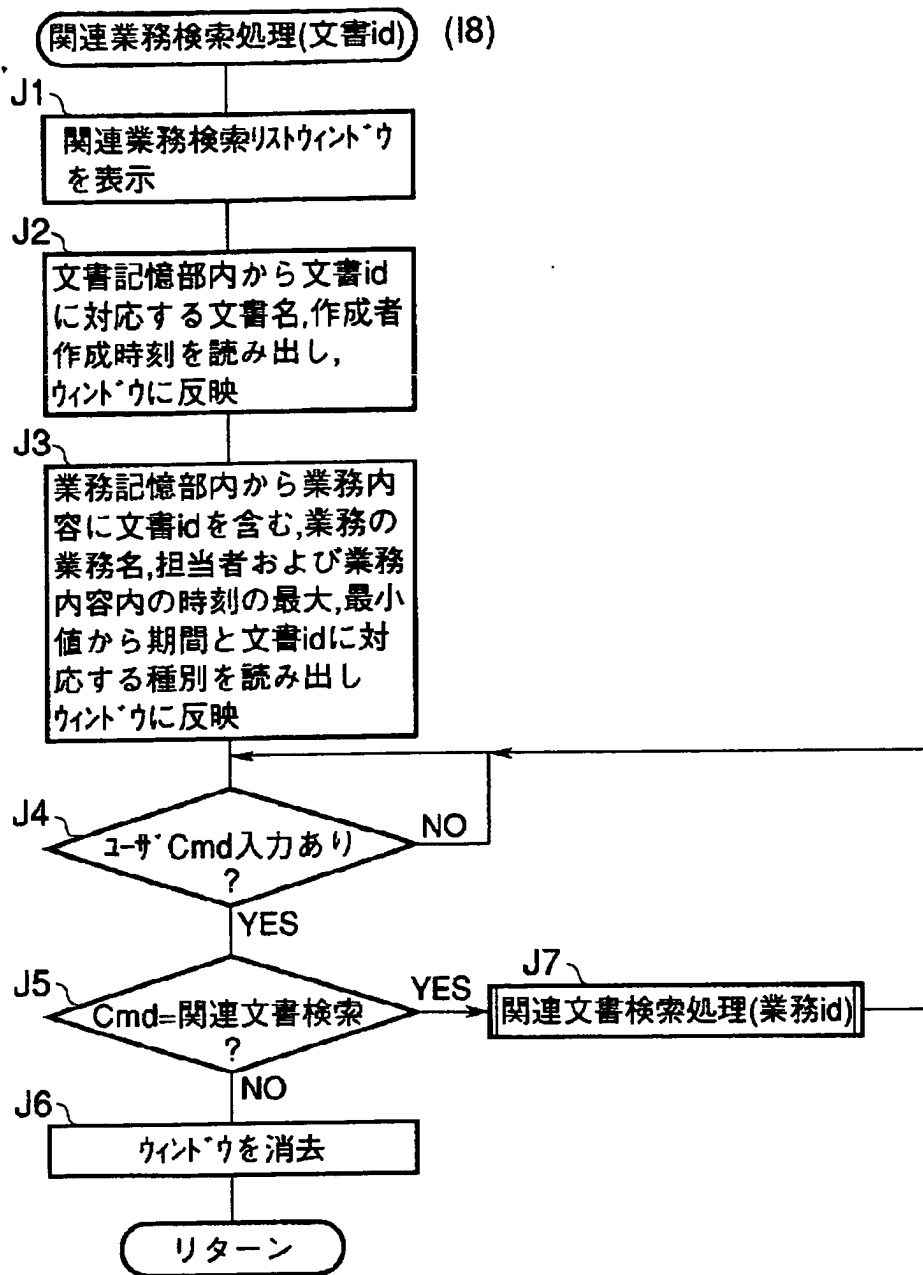 関連業務検索処理(文書id) (I8)
J1
関連業務検索ﾘｽﾄｳｨﾝﾄﾞｳ
を表示
J2
文書記憶部内から文書id
に対応する文書名,作成者
作成時刻を読み出し,
ｳｨﾝﾄﾞｳに反映
J3
業務記憶部内から業務内
容に文書idを含む,業務の
業務名,担当者および業務
内容内の時刻の最大,最小
値から期間と文書idに対
応する種別を読み出し
ｳｨﾝﾄﾞｳに反映
J4
ﾕｰｻﾞCmd入力あり
?
NO
YES
J5
Cmd=関連文書検索
?
YES
J7
関連文書検索処理(業務id)
NO
J6
ｳｨﾝﾄﾞｳを消去
リターン